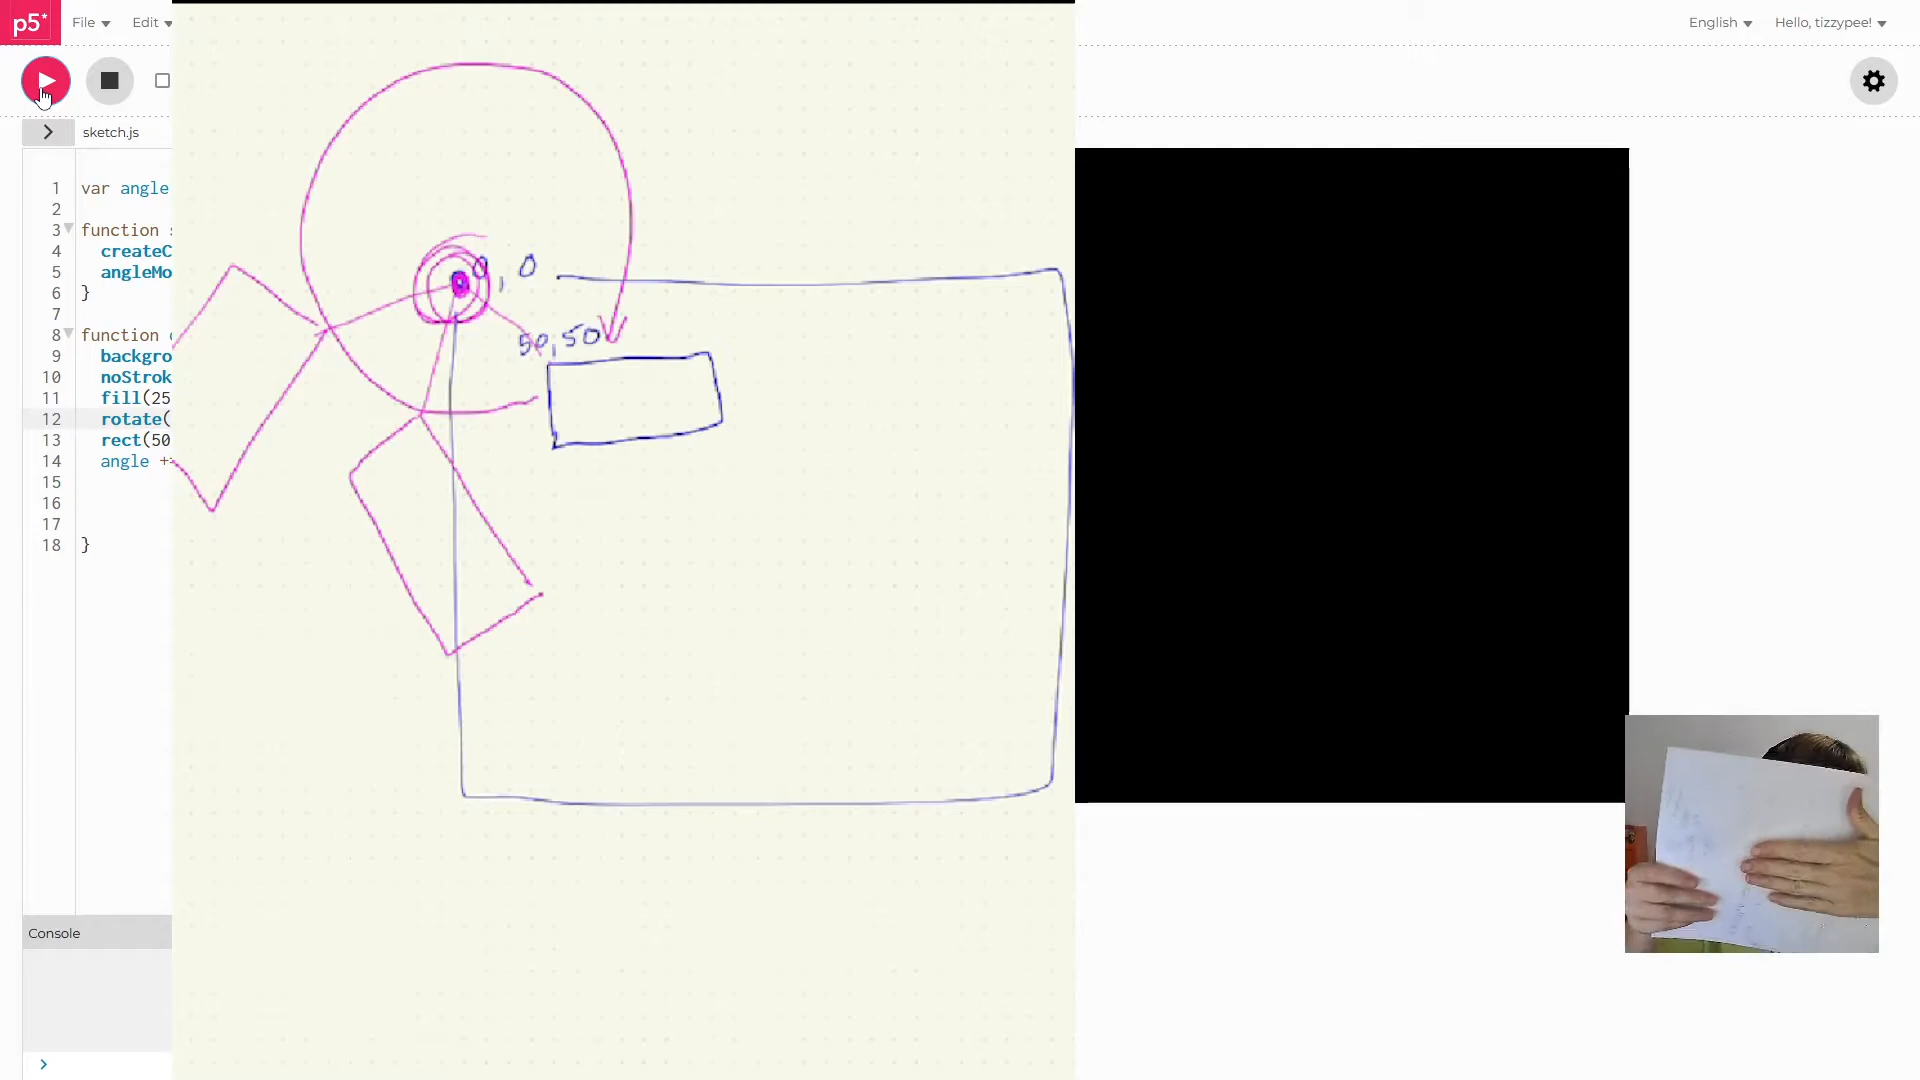 p5* File Edit English Hello, tizzypee!
sketch.js
1 var angle
2
3 function s
4 createC
5 angleMo
6 }
7
8 function
9 backgro
10 noStrok
11 fill(25
12 rotate(
13 rect(50
14 angle +
15
16
17
18 }
0, 0
50,50
Console
>